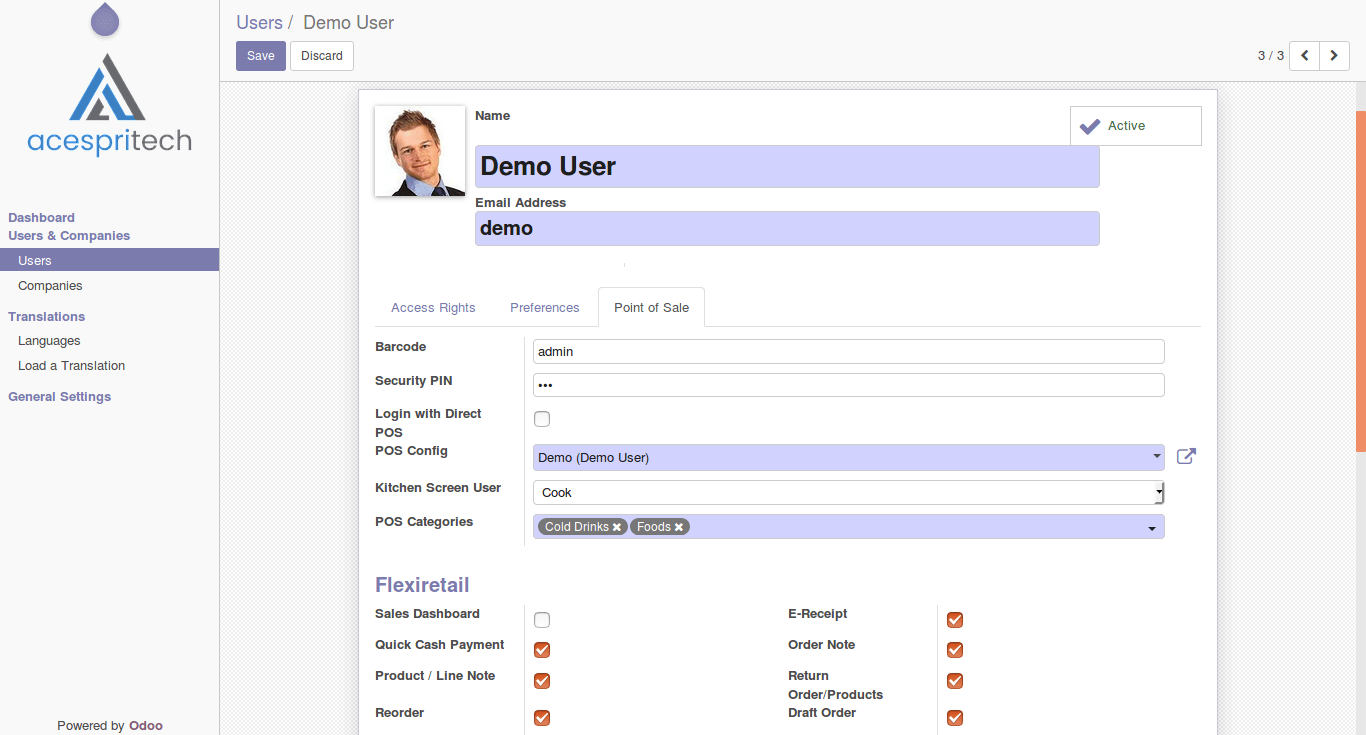 acespritech
Dashboard
Users & Companies
Users
Companies
Translations
Languages
Load a Translation
General Settings
Powered by Odoo
Users / Demo User
Save Discard
3 / 3
Name
Active
Demo User
Email Address
demo
Access Rights Preferences Point of Sale
Barcode admin
Security PIN •••
Login with Direct
POS
POS Config Demo (Demo User)
Kitchen Screen User Cook
POS Categories Cold Drinks Foods
Flexiretail
Sales Dashboard E-Receipt
Quick Cash Payment Order Note
Product / Line Note Return
Order/Products
Reorder Draft Order